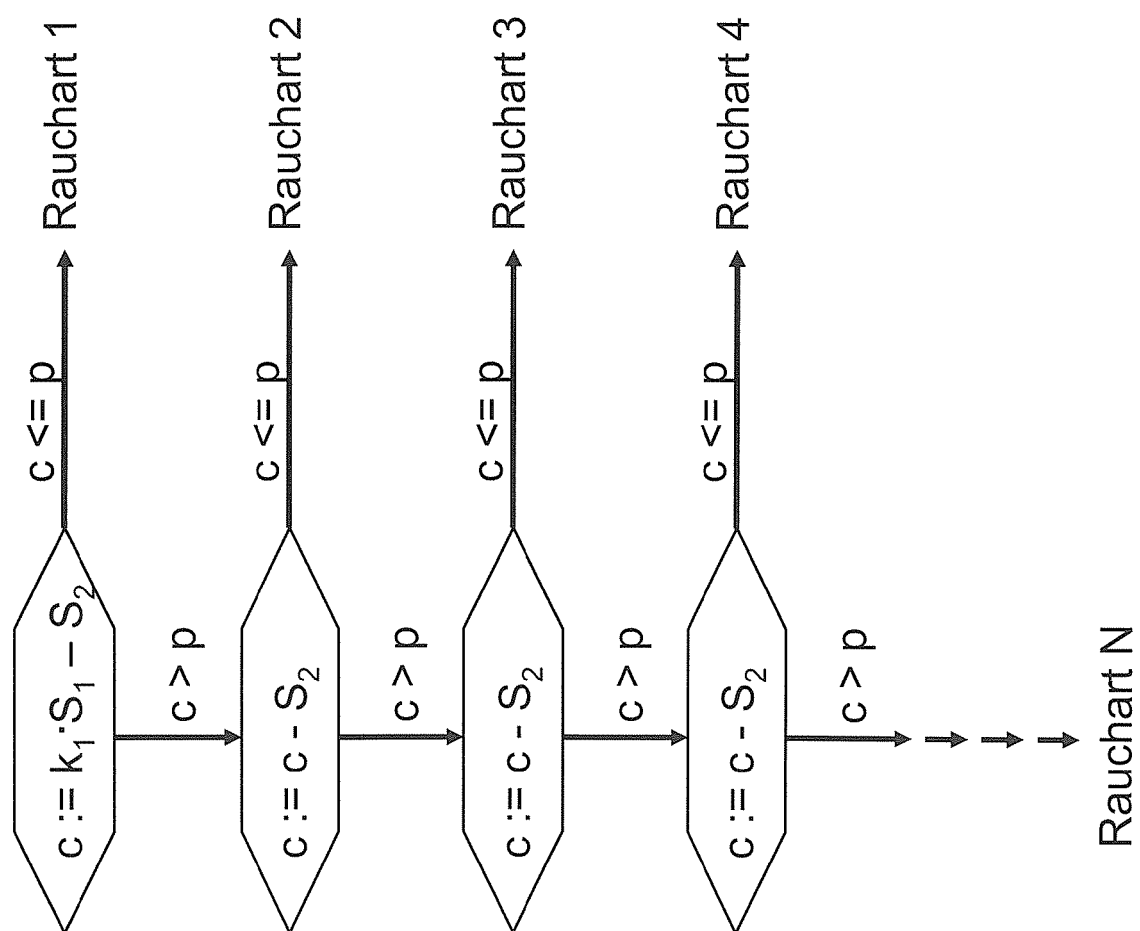 c := k₁·S₁ – S₂
c <= p
Rauchart 1
c > p
c := c - S₂
c <= p
Rauchart 2
c > p
c := c - S₂
c <= p
Rauchart 3
c > p
c := c - S₂
c <= p
Rauchart 4
c > p
Rauchart N